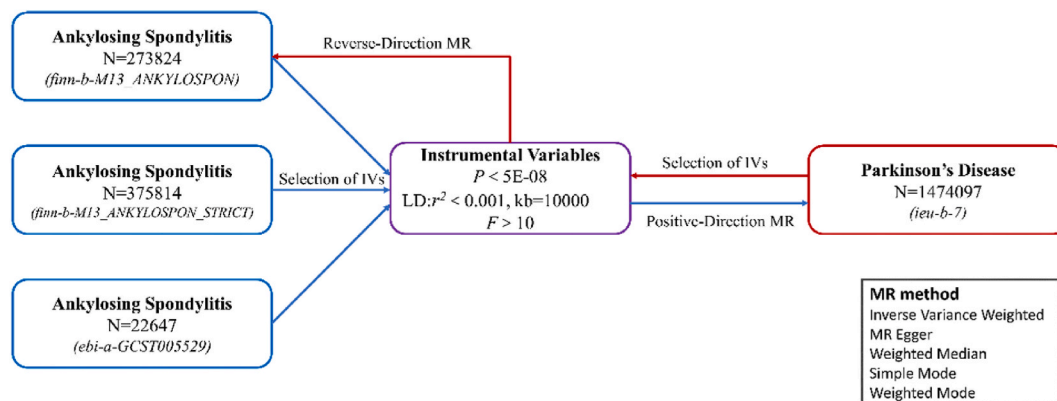 Ankylosing Spondylitis
N=273824
(finn-b-M13_ANKYLOSPON)
Reverse-Direction MR
Ankylosing Spondylitis
N=375814
(finn-b-M13_ANKYLOSPON_STRICT)
Selection of IVs
Instrumental Variables
P < 5E-08
LD:r² < 0.001, kb=10000
F > 10
Selection of IVs
Positive-Direction MR
Parkinson's Disease
N=1474097
(ieu-b-7)
Ankylosing Spondylitis
N=22647
(ebi-a-GCST005529)
MR method
Inverse Variance Weighted
MR Egger
Weighted Median
Simple Mode
Weighted Mode